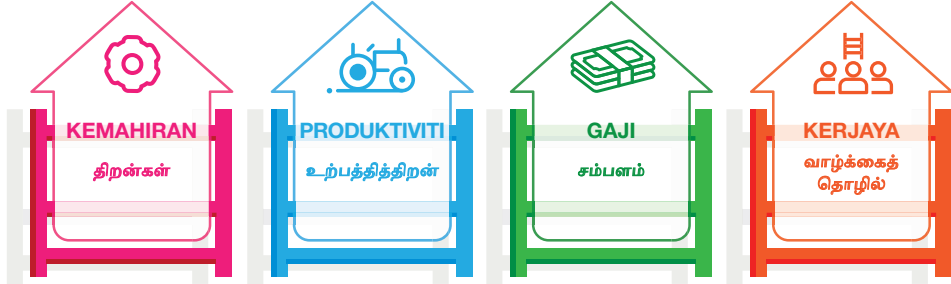 KEMAHIRAN
திறன்கள்
PRODUKTIVITI
உற்பத்தித்திறன்
GAJI
சம்பளம்
KERJAYA
வாழ்க்கைத்
தொழில்